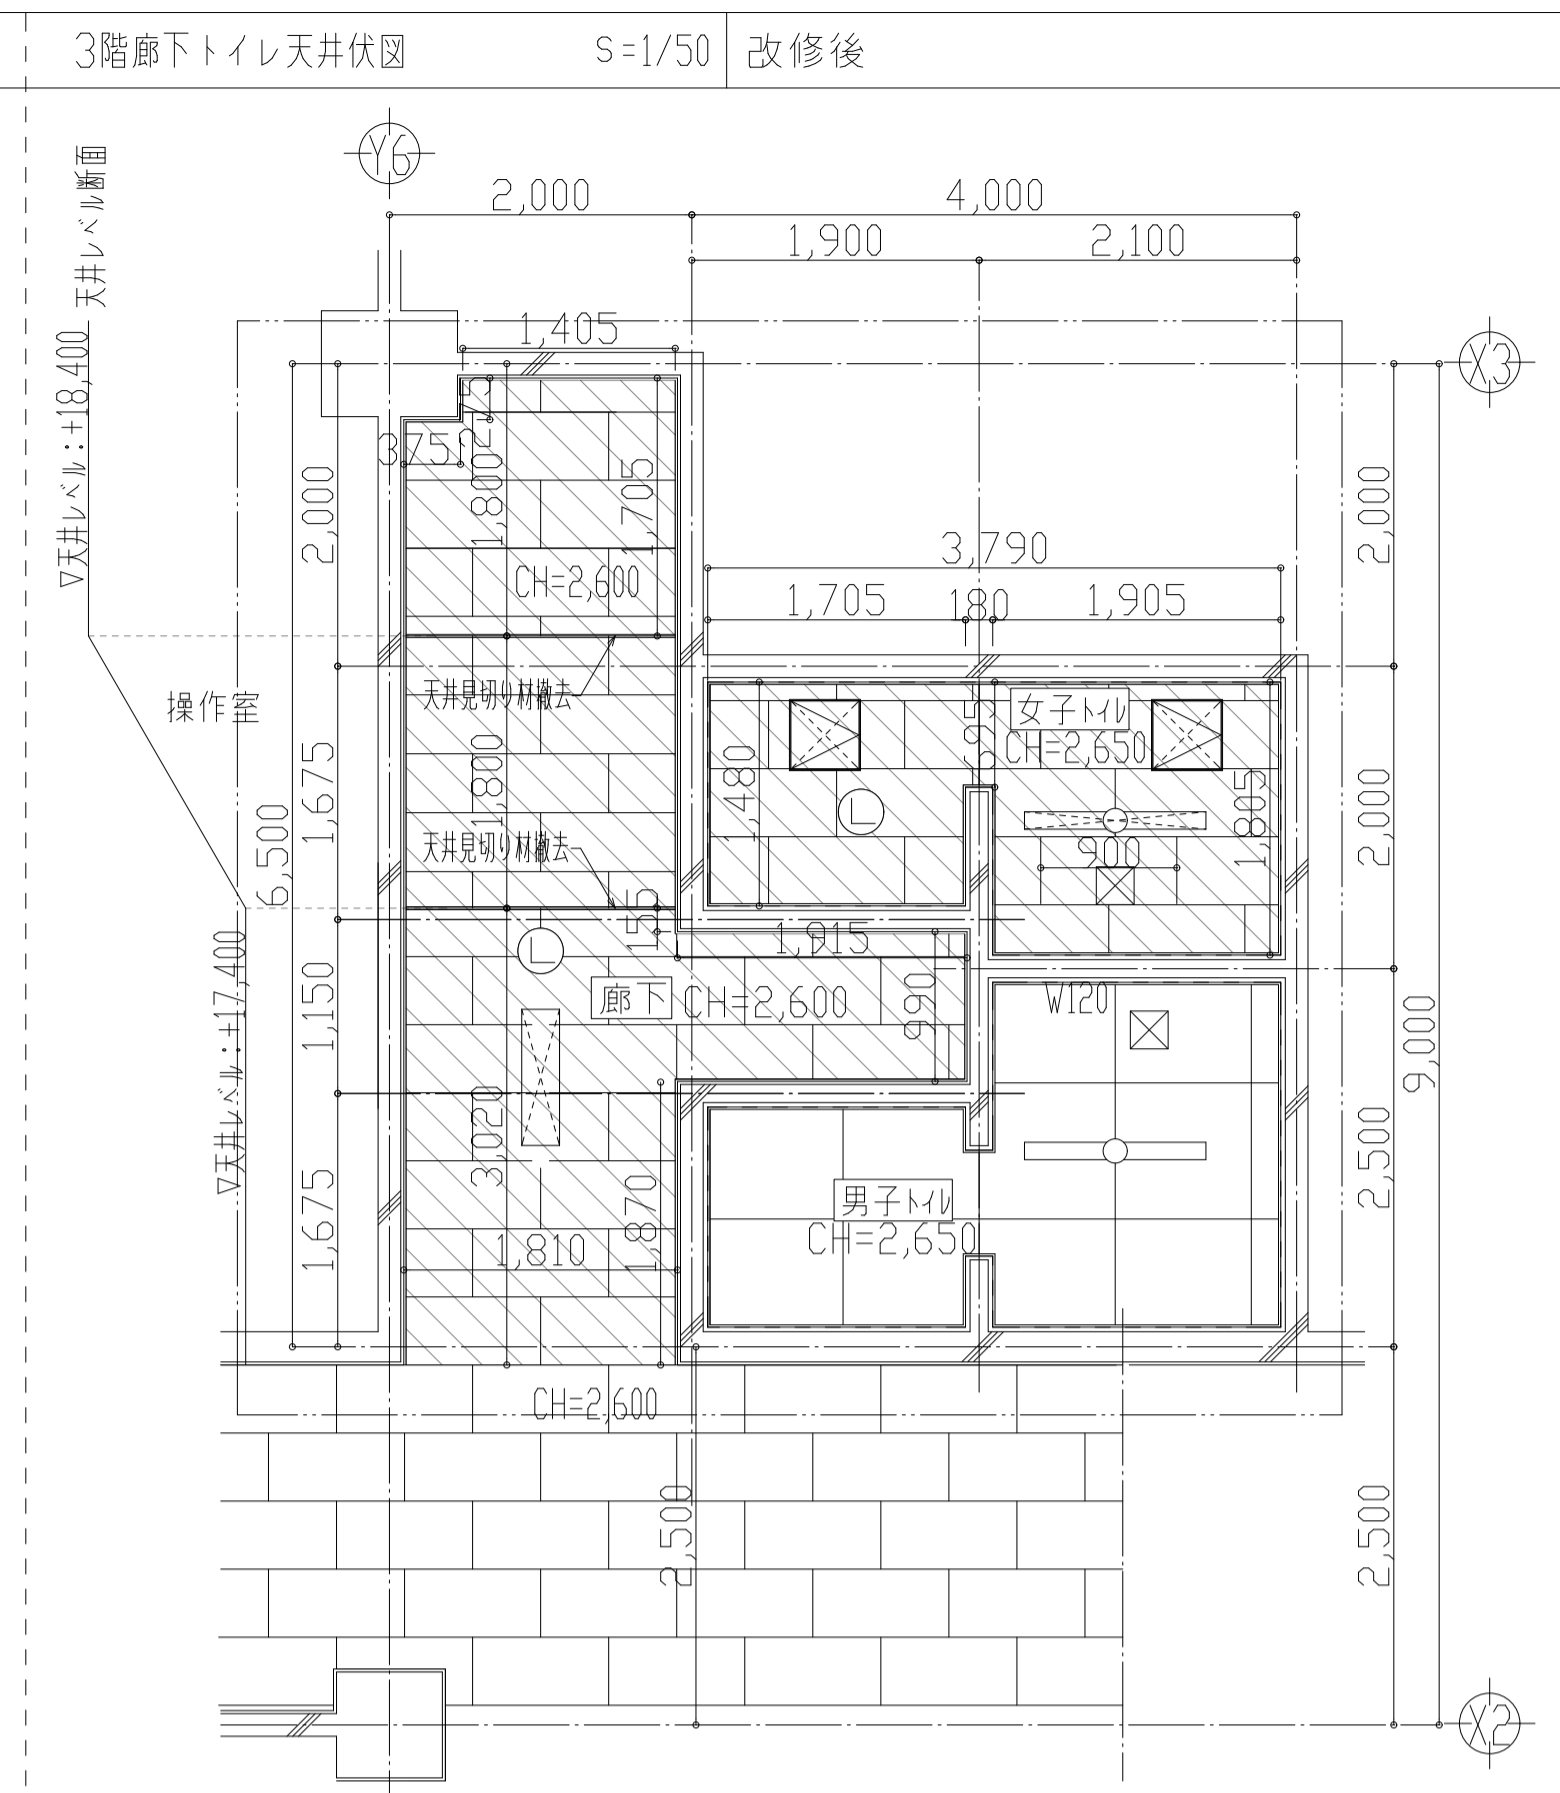 3階廊下トイレ天井伏図
S=1/50
改修後
天井レベル断面
▽天井レベル:+18,400
Y6
2,000
4,000
1,900
2,100
1,405
X3
375
1,800
1,705
2,000
2,000
CH=2,600
3,790
1,705
180
1,905
天井見切り材撤去
操作室
女子トイレ
CH=2,650
1,480
1,675
1,800
1,805
2,000
6,500
天井見切り材撤去
900
155
1,915
▽天井レベル:+17,400
1,150
廊下
CH=2,600
990
W120
9,000
3,020
1,675
1,870
1,810
男子トイレ
CH=2,650
2,500
CH=2,600
2,500
2,500
X2